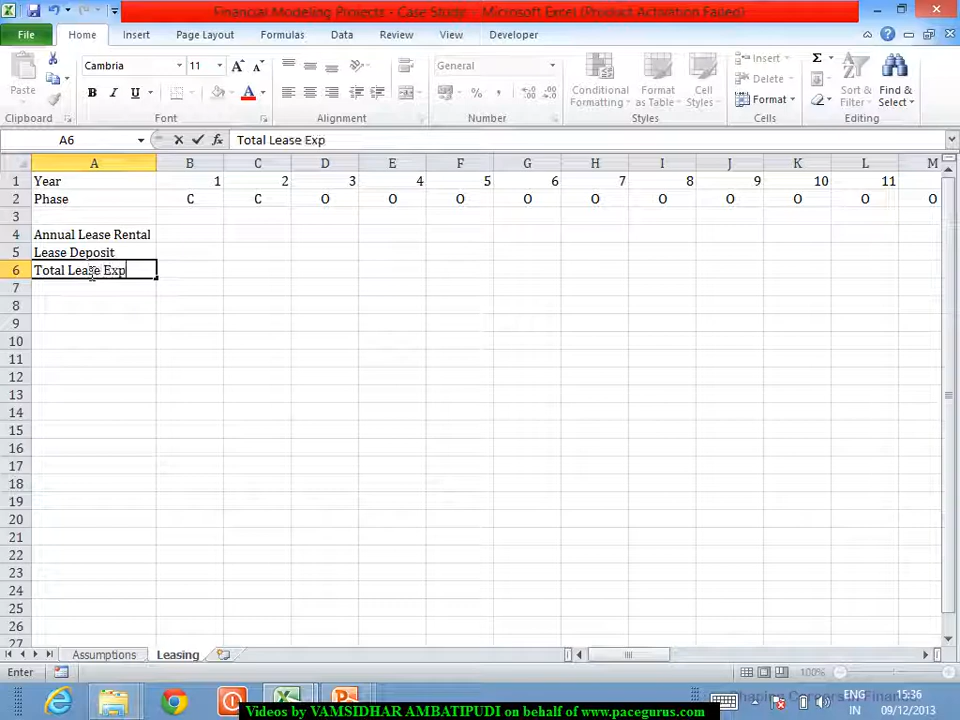 Financial Modeling Projects - Case Study - Microsoft Excel (Product Activation Failed)
File Home Insert Page Layout Formulas Data Review View Developer
Paste
Cambria 11 A A
B I U A
General
% ,
Conditional Formatting
Format as Table
Cell Styles
Insert
Delete
Format
Σ
Sort & Filter
Find & Select
Clipboard Font Alignment Number Styles Cells Editing
A6 fx Total Lease Exp
A B C D E F G H I J K L M
1 Year 1 2 3 4 5 6 7 8 9 10 11
2 Phase C C O O O O O O O O O O
3
4 Annual Lease Rental
5 Lease Deposit
6 Total Lease Exp
7
8
9
10
11
12
13
14
15
16
17
18
19
20
21
22
23
24
25
26
27
Assumptions Leasing
Enter 100%
ENG 15:36
IN 09/12/2013
Videos by VAMSIDHAR AMBATIPUDI on behalf of www.pacegurus.com